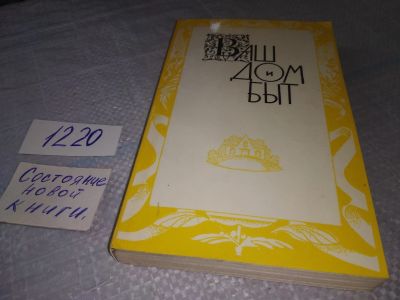 ВАШ
ДОМ
И
БЫТ
1220
Состояние
новой
книги.